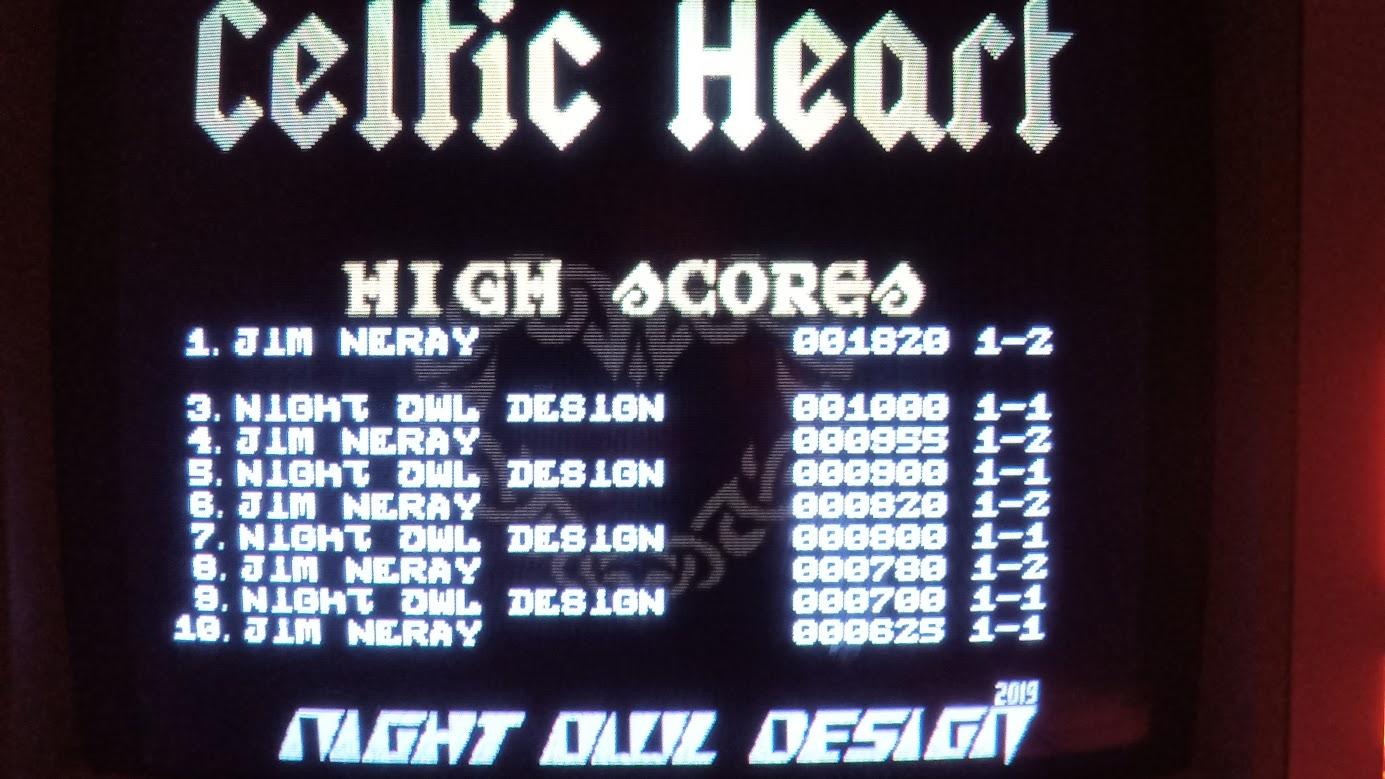 Celtic Heart
HIGH SCORES
1. JIM NERAY 001820 1-2
3. NIGHT OWL DESIGN 001000 1-1
4. JIM NERAY 000955 1-2
5. NIGHT OWL DESIGN 000900 1-1
6. JIM NERAY 000820 1-2
7. NIGHT OWL DESIGN 000800 1-1
8. JIM NERAY 000780 1-2
9. NIGHT OWL DESIGN 000700 1-1
10. JIM NERAY 000625 1-1
2019
NIGHT OWL DESIGN